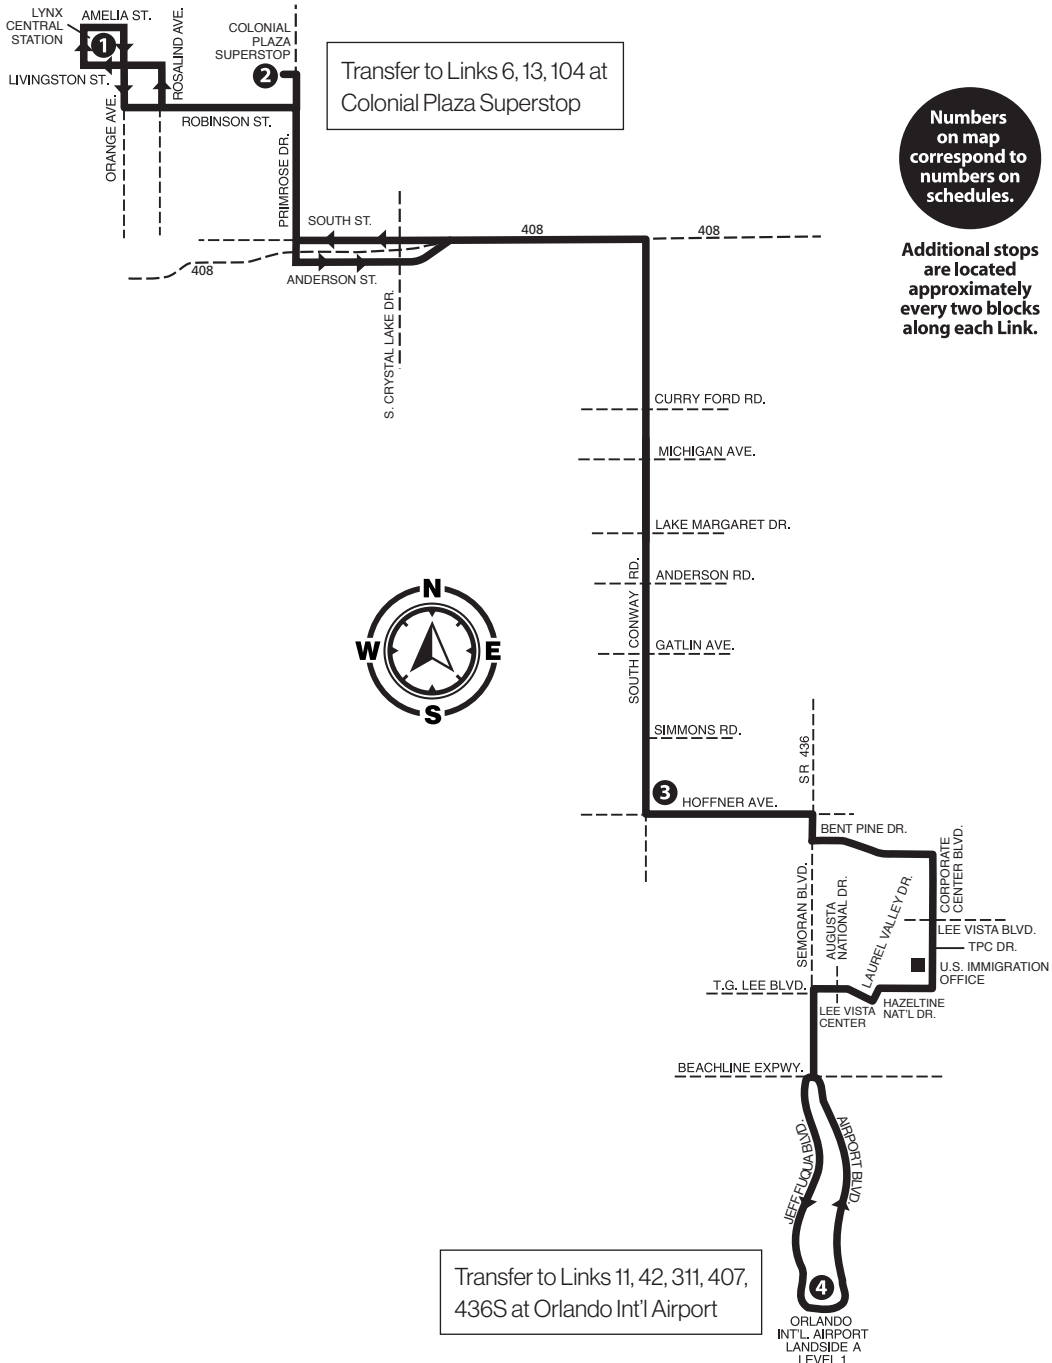 LYNX
CENTRAL
STATION
AMELIA ST.
1
ROSALIND AVE.
LIVINGSTON ST.
ORANGE AVE.
COLONIAL
PLAZA
SUPERSTOP
2
ROBINSON ST.
PRIMROSE DR.
Transfer to Links 6, 13, 104 at
Colonial Plaza Superstop
Numbers
on map
correspond to
numbers on
schedules.
Additional stops
are located
approximately
every two blocks
along each Link.
SOUTH ST.
408
408
408
ANDERSON ST.
S. CRYSTAL LAKE DR.
CURRY FORD RD.
MICHIGAN AVE.
LAKE MARGARET DR.
ANDERSON RD.
SOUTH CONWAY RD.
GATLIN AVE.
SIMMONS RD.
N
W
E
S
3
HOFFNER AVE.
SR 436
BENT PINE DR.
CORPORATE
CENTER BLVD.
SEMORAN BLVD.
AUGUSTA
NATIONAL DR.
LAUREL VALLEY DR.
LEE VISTA BLVD.
TPC DR.
U.S. IMMIGRATION
OFFICE
T.G. LEE BLVD.
LEE VISTA
CENTER
HAZELTINE
NAT'L DR.
BEACHLINE EXPWY.
JEFF FUQUA BLVD.
AIRPORT BLVD.
4
ORLANDO
INT'L. AIRPORT
LANDSIDE A
LEVEL 1
Transfer to Links 11, 42, 311, 407,
436S at Orlando Int'l Airport